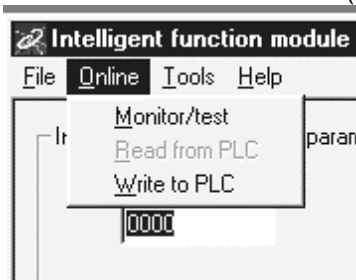 Intelligent function module
File Online Tools Help
Monitor/test
Read from PLC
Write to PLC
0000